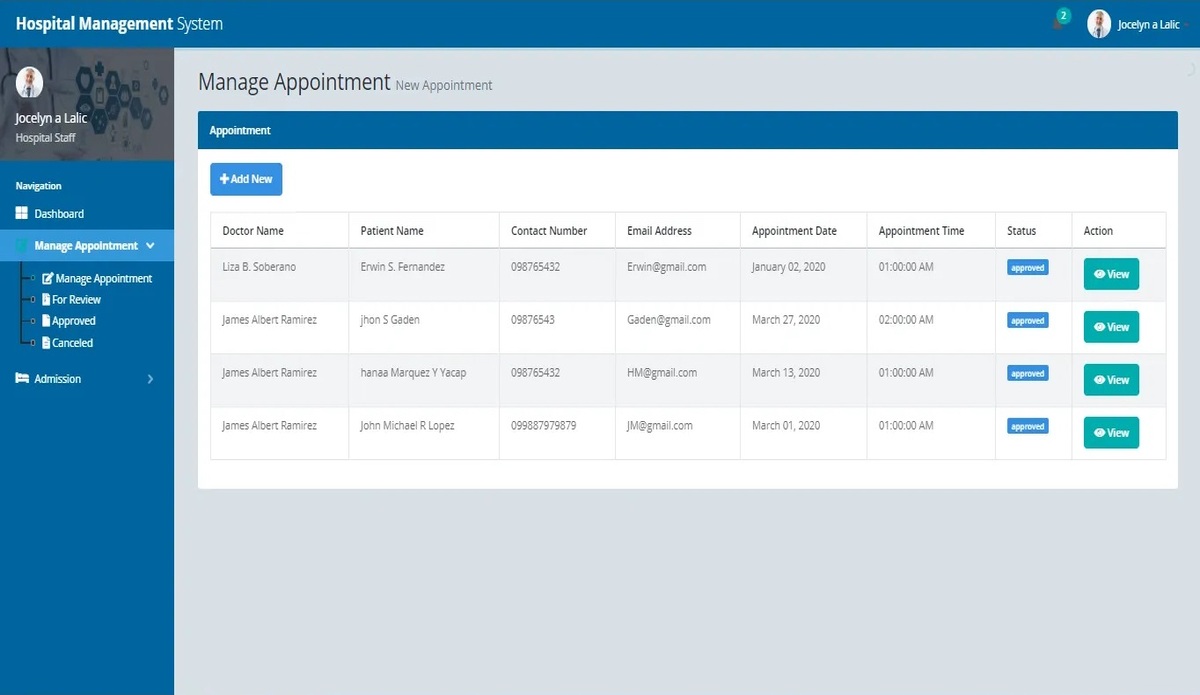 Hospital Management System
2
Jocelyn a Lalic
Jocelyn a Lalic
Hospital Staff
Navigation
Dashboard
Manage Appointment
Manage Appointment
For Review
Approved
Canceled
Admission
Manage Appointment New Appointment
Appointment
Add New
Doctor Name Patient Name Contact Number Email Address Appointment Date Appointment Time Status Action
Liza B. Soberano Erwin S. Fernandez 098765432 Erwin@gmail.com January 02, 2020 01:00:00 AM approved View
James Albert Ramirez jhon S Gaden 09876543 Gaden@gmail.com March 27, 2020 02:00:00 AM approved View
James Albert Ramirez hanaa Marquez Y Yacap 098765432 HM@gmail.com March 13, 2020 01:00:00 AM approved View
James Albert Ramirez John Michael R Lopez 099887979879 JM@gmail.com March 01, 2020 01:00:00 AM approved View